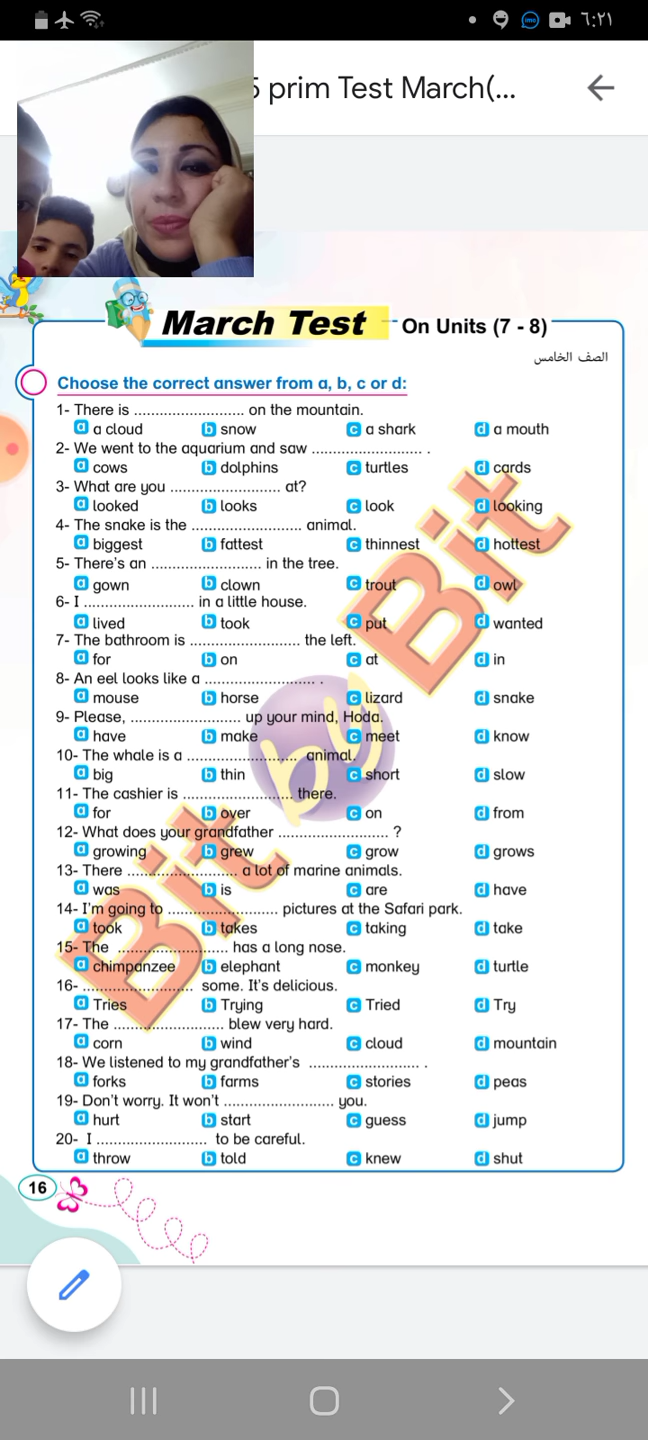 ٦:٢١
imo
5 prim Test March(...
March Test On Units (7 - 8)
الصف الخامس
Choose the correct answer from a, b, c or d:
1- There is .......................... on the mountain.
a a cloud b snow c a shark d a mouth
2- We went to the aquarium and saw .......................... .
a cows b dolphins c turtles d cards
3- What are you .......................... at?
a looked b looks c look d looking
4- The snake is the .......................... animal.
a biggest b fattest c thinnest d hottest
5- There's an .......................... in the tree.
a gown b clown c trout d owl
6- I .......................... in a little house.
a lived b took c put d wanted
7- The bathroom is .......................... the left.
a for b on c at d in
8- An eel looks like a .......................... .
a mouse b horse c lizard d snake
9- Please, .......................... up your mind, Hoda.
a have b make c meet d know
10- The whale is a .......................... animal.
a big b thin c short d slow
11- The cashier is .......................... there.
a for b over c on d from
12- What does your grandfather .......................... ?
a growing b grew c grow d grows
13- There .......................... a lot of marine animals.
a was b is c are d have
14- I'm going to .......................... pictures at the Safari park.
a took b takes c taking d take
15- The .......................... has a long nose.
a chimpanzee b elephant c monkey d turtle
16- .......................... some. It's delicious.
a Tries b Trying c Tried d Try
17- The .......................... blew very hard.
a corn b wind c cloud d mountain
18- We listened to my grandfather's .......................... .
a forks b farms c stories d peas
19- Don't worry. It won't .......................... you.
a hurt b start c guess d jump
20- I .......................... to be careful.
a throw b told c knew d shut
Bit by Bit
16